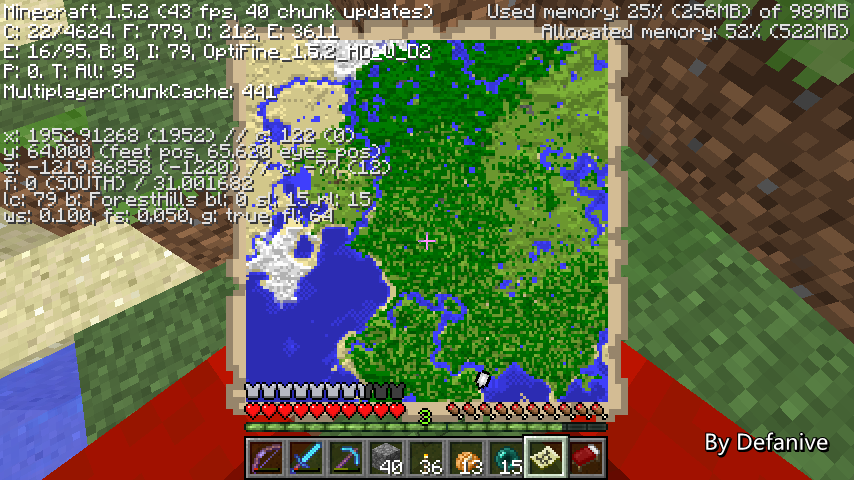 Minecraft 1.5.2 (43 fps, 40 chunk updates)
C: 22/4624, F: 779, O: 212, E: 3611
E: 16/95, B: 0, I: 79, OptiFine_1.5.2_HD_U_D2
P: 0, T: All: 95
MultiplayerChunkCache: 441
Used memory: 25% (256MB) of 989MB
Allocated memory: 52% (522MB)
x: 1952.91268 (1952) // c: 122 (0)
y: 64.000 (feet pos, 65.620 eyes pos)
z: -1219.86858 (-1220) // c: -77 (12)
f: 0 (SOUTH) / 31.001682
lc: 79 b: ForestHills bl: 0 sl: 15 rl: 15
ws: 0.100, fs: 0.050, g: true, fl: 64
8
40
36
13
15
By Defanive